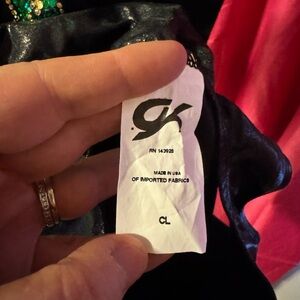 GK
RN 143928
MADE IN USA
OF IMPORTED FABRICS
CL